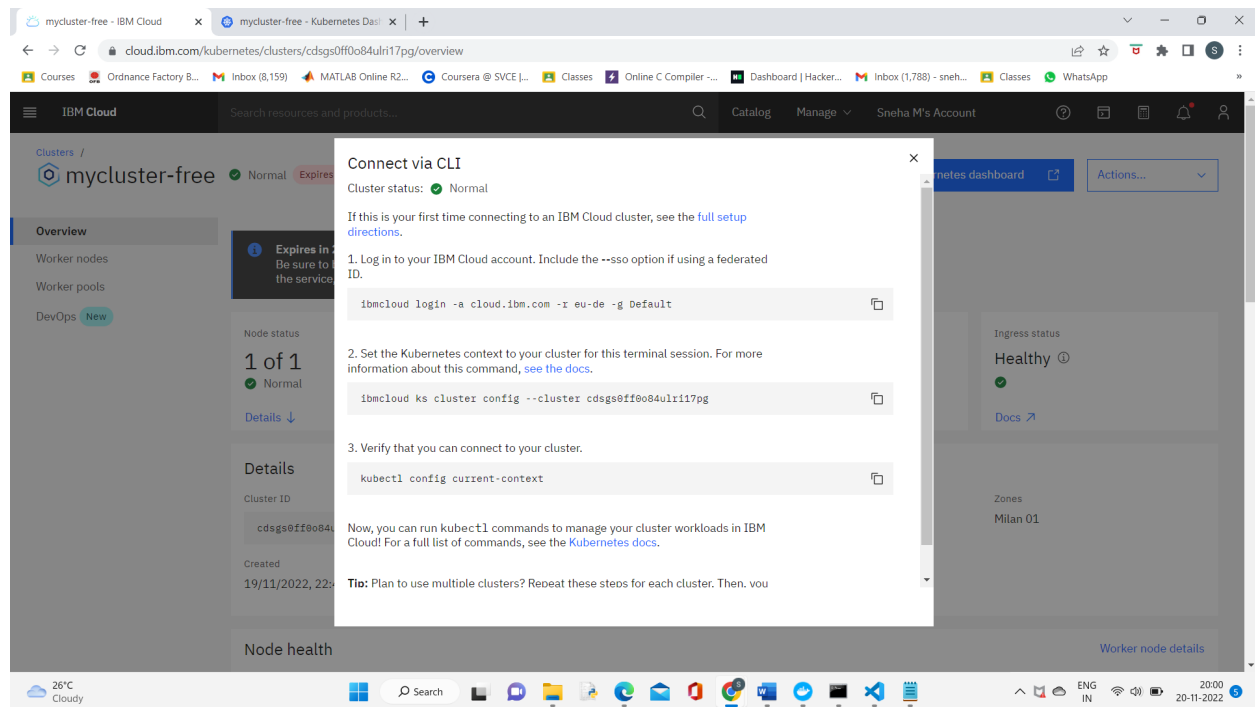 mycluster-free - IBM Cloud
mycluster-free - Kubernetes Dash
cloud.ibm.com/kubernetes/clusters/cdsgs0ff0o84ulri17pg/overview
S
Courses
Ordnance Factory B...
Inbox (8,159)
MATLAB Online R2...
Coursera @ SVCE |...
Classes
Online C Compiler -...
Dashboard | Hacker...
Inbox (1,788) - sneh...
Classes
WhatsApp
»
IBM Cloud
Search resources and products...
Catalog
Manage
Sneha M's Account
Clusters /
mycluster-free
Normal
Expires
rnetes dashboard
Actions...
Overview
Worker nodes
Worker pools
DevOps New
Expires in
Be sure to
the service,
Node status
1 of 1
Normal
Details ↓
Ingress status
Healthy
Docs
Details
Cluster ID
cdsgs0ff0o84u
Created
19/11/2022, 22:
Zones
Milan 01
Node health
Worker node details
Connect via CLI
Cluster status: Normal
If this is your first time connecting to an IBM Cloud cluster, see the full setup
directions.
1. Log in to your IBM Cloud account. Include the --sso option if using a federated
ID.
ibmcloud login -a cloud.ibm.com -r eu-de -g Default
2. Set the Kubernetes context to your cluster for this terminal session. For more
information about this command, see the docs.
ibmcloud ks cluster config --cluster cdsgs0ff0o84ulri17pg
3. Verify that you can connect to your cluster.
kubectl config current-context
Now, you can run kubectl commands to manage your cluster workloads in IBM
Cloud! For a full list of commands, see the Kubernetes docs.
Tip: Plan to use multiple clusters? Repeat these steps for each cluster. Then, you
26°C
Cloudy
Search
ENG
IN
20:00
20-11-2022
5